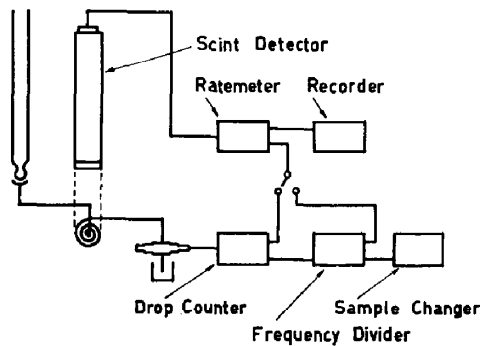 Scint Detector
Ratemeter
Recorder
Drop Counter
Sample Changer
Frequency Divider